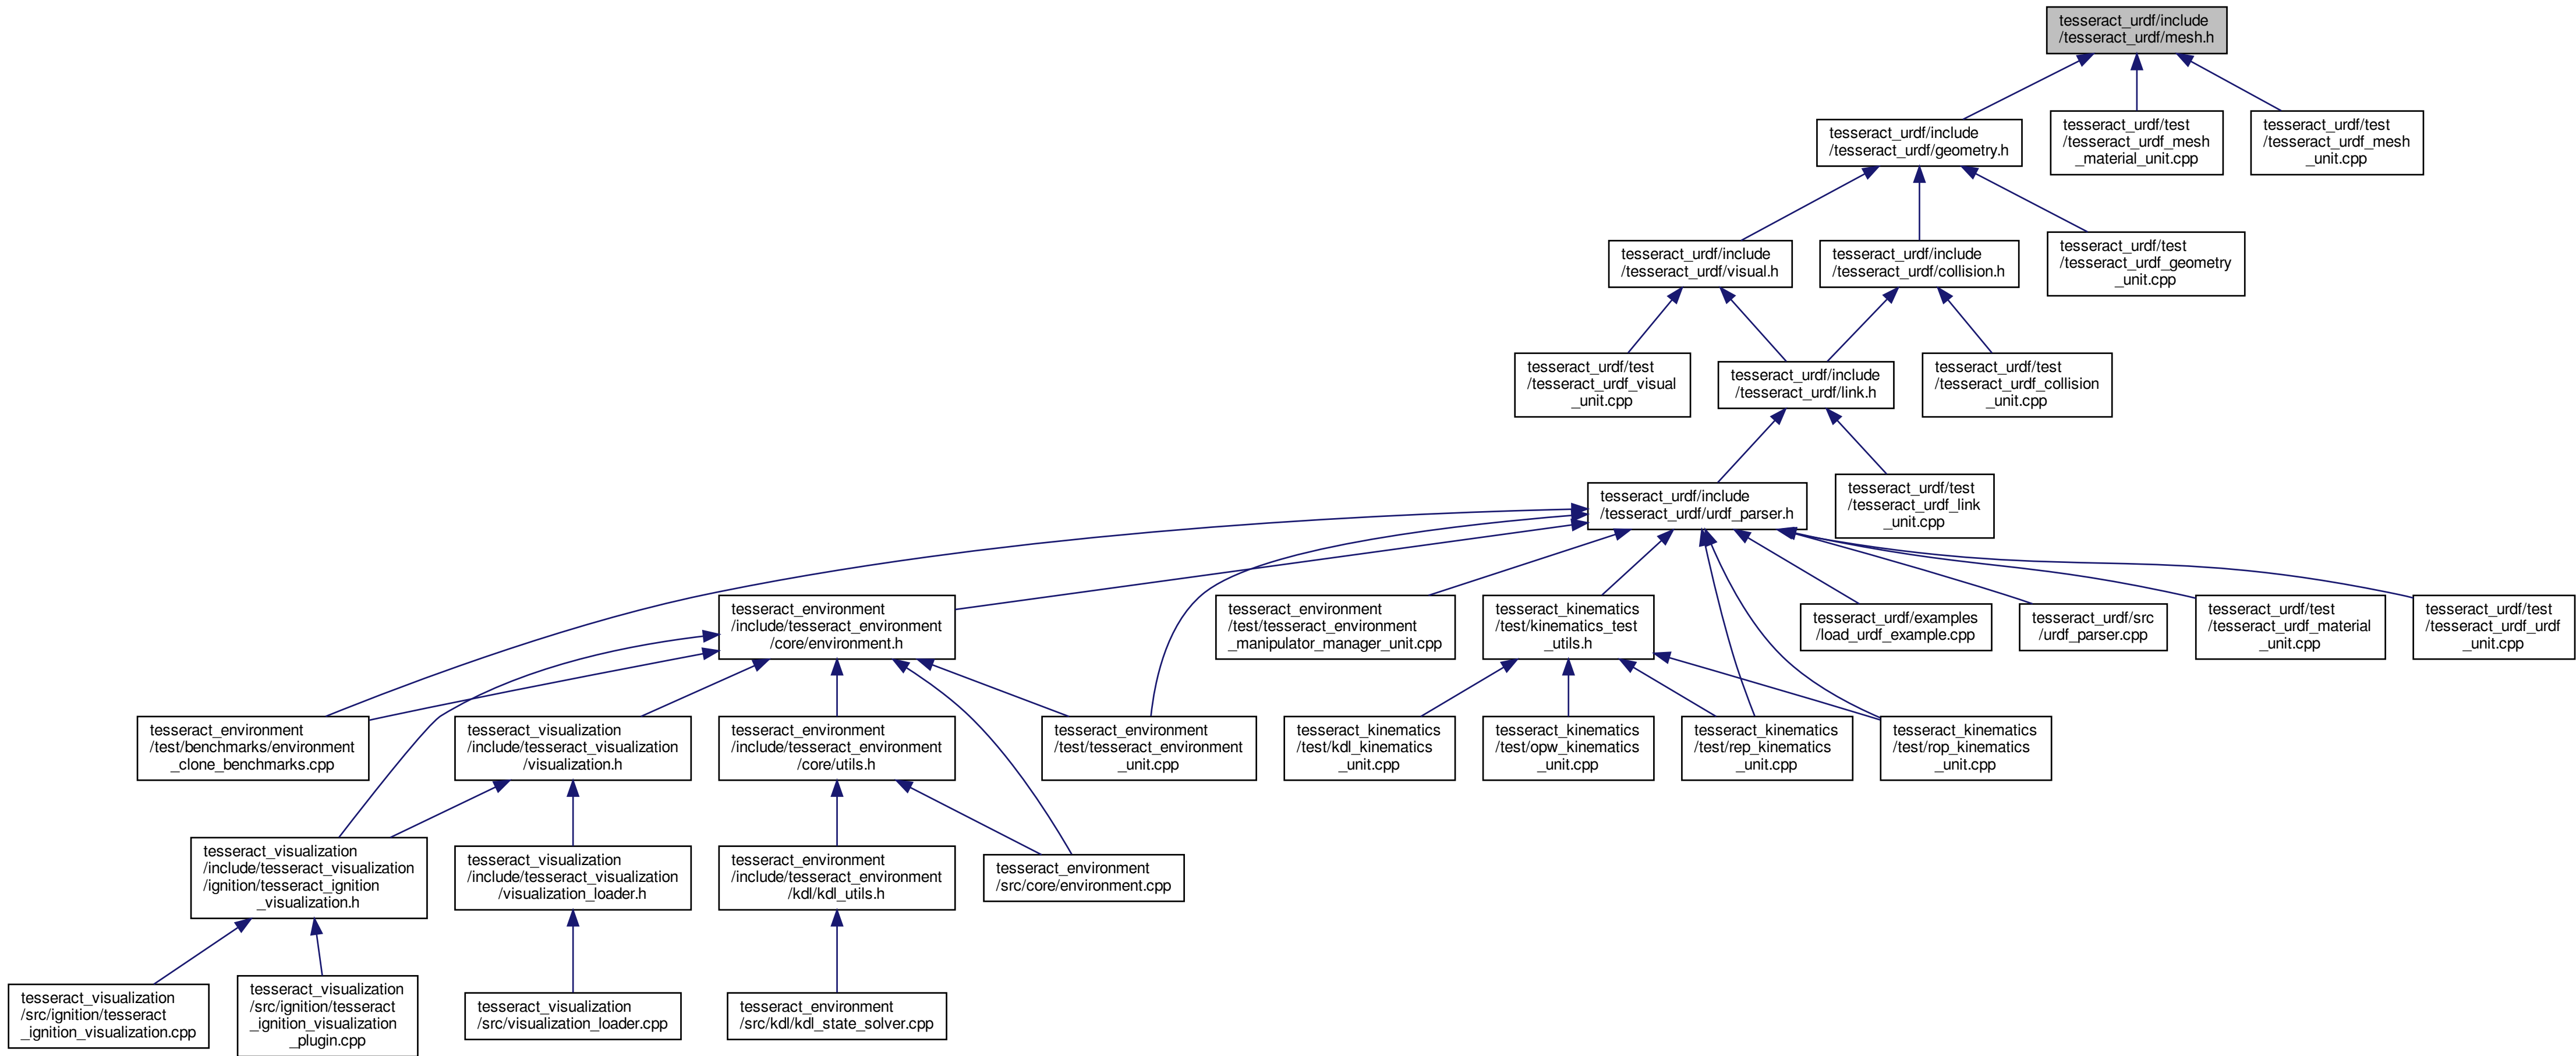 tesseract_urdf/include
/tesseract_urdf/mesh.h
tesseract_urdf/include
/tesseract_urdf/geometry.h
tesseract_urdf/test
/tesseract_urdf_mesh
_material_unit.cpp
tesseract_urdf/test
/tesseract_urdf_mesh
_unit.cpp
tesseract_urdf/include
/tesseract_urdf/visual.h
tesseract_urdf/include
/tesseract_urdf/collision.h
tesseract_urdf/test
/tesseract_urdf_geometry
_unit.cpp
tesseract_urdf/test
/tesseract_urdf_visual
_unit.cpp
tesseract_urdf/include
/tesseract_urdf/link.h
tesseract_urdf/test
/tesseract_urdf_collision
_unit.cpp
tesseract_urdf/include
/tesseract_urdf/urdf_parser.h
tesseract_urdf/test
/tesseract_urdf_link
_unit.cpp
tesseract_environment
/include/tesseract_environment
/core/environment.h
tesseract_environment
/test/tesseract_environment
_manipulator_manager_unit.cpp
tesseract_kinematics
/test/kinematics_test
_utils.h
tesseract_urdf/examples
/load_urdf_example.cpp
tesseract_urdf/src
/urdf_parser.cpp
tesseract_urdf/test
/tesseract_urdf_material
_unit.cpp
tesseract_urdf/test
/tesseract_urdf_urdf
_unit.cpp
tesseract_environment
/test/benchmarks/environment
_clone_benchmarks.cpp
tesseract_visualization
/include/tesseract_visualization
/visualization.h
tesseract_environment
/include/tesseract_environment
/core/utils.h
tesseract_environment
/test/tesseract_environment
_unit.cpp
tesseract_kinematics
/test/kdl_kinematics
_unit.cpp
tesseract_kinematics
/test/opw_kinematics
_unit.cpp
tesseract_kinematics
/test/rep_kinematics
_unit.cpp
tesseract_kinematics
/test/rop_kinematics
_unit.cpp
tesseract_visualization
/include/tesseract_visualization
/ignition/tesseract_ignition
_visualization.h
tesseract_visualization
/include/tesseract_visualization
/visualization_loader.h
tesseract_environment
/include/tesseract_environment
/kdl/kdl_utils.h
tesseract_environment
/src/core/environment.cpp
tesseract_visualization
/src/ignition/tesseract
_ignition_visualization.cpp
tesseract_visualization
/src/ignition/tesseract
_ignition_visualization
_plugin.cpp
tesseract_visualization
/src/visualization_loader.cpp
tesseract_environment
/src/kdl/kdl_state_solver.cpp